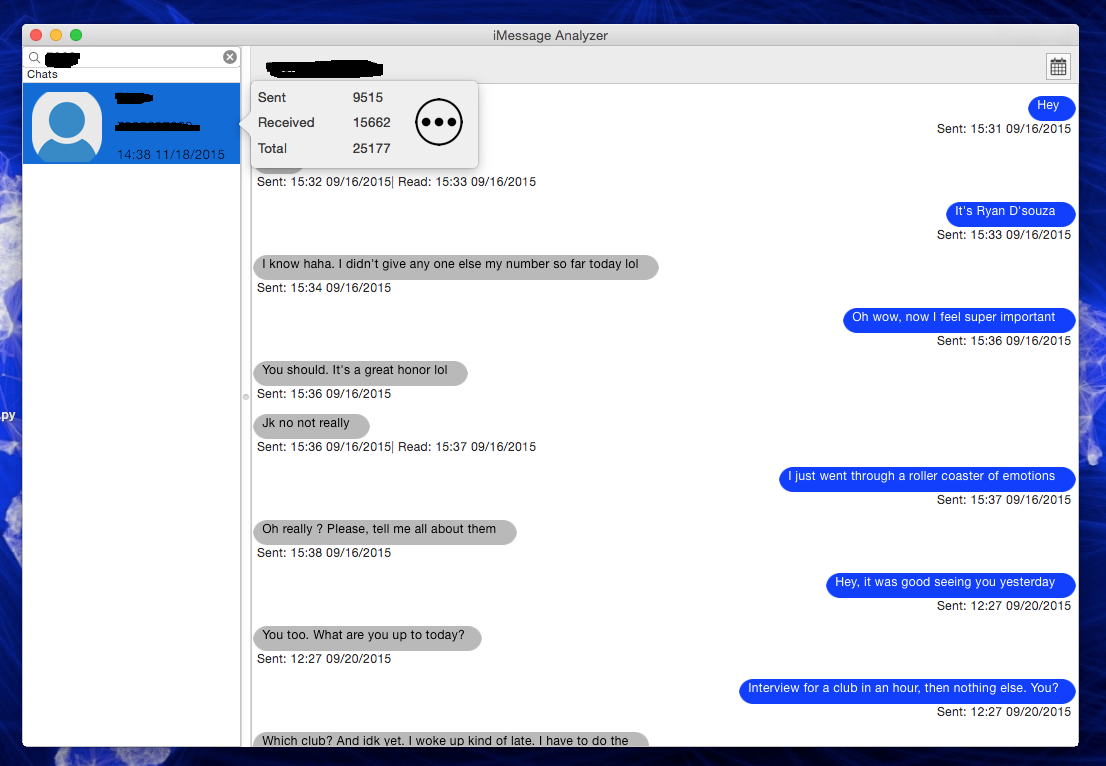 iMessage Analyzer
Chats
14:38 11/18/2015
Sent 9515
Received 15662
Total 25177
Hey
Sent: 15:31 09/16/2015
Sent: 15:32 09/16/2015| Read: 15:33 09/16/2015
It's Ryan D'souza
Sent: 15:33 09/16/2015
I know haha. I didn't give any one else my number so far today lol
Sent: 15:34 09/16/2015
Oh wow, now I feel super important
Sent: 15:36 09/16/2015
You should. It's a great honor lol
Sent: 15:36 09/16/2015
.py
Jk no not really
Sent: 15:36 09/16/2015| Read: 15:37 09/16/2015
I just went through a roller coaster of emotions
Sent: 15:37 09/16/2015
Oh really ? Please, tell me all about them
Sent: 15:38 09/16/2015
Hey, it was good seeing you yesterday
Sent: 12:27 09/20/2015
You too. What are you up to today?
Sent: 12:27 09/20/2015
Interview for a club in an hour, then nothing else. You?
Sent: 12:27 09/20/2015
Which club? And idk yet. I woke up kind of late. I have to do the